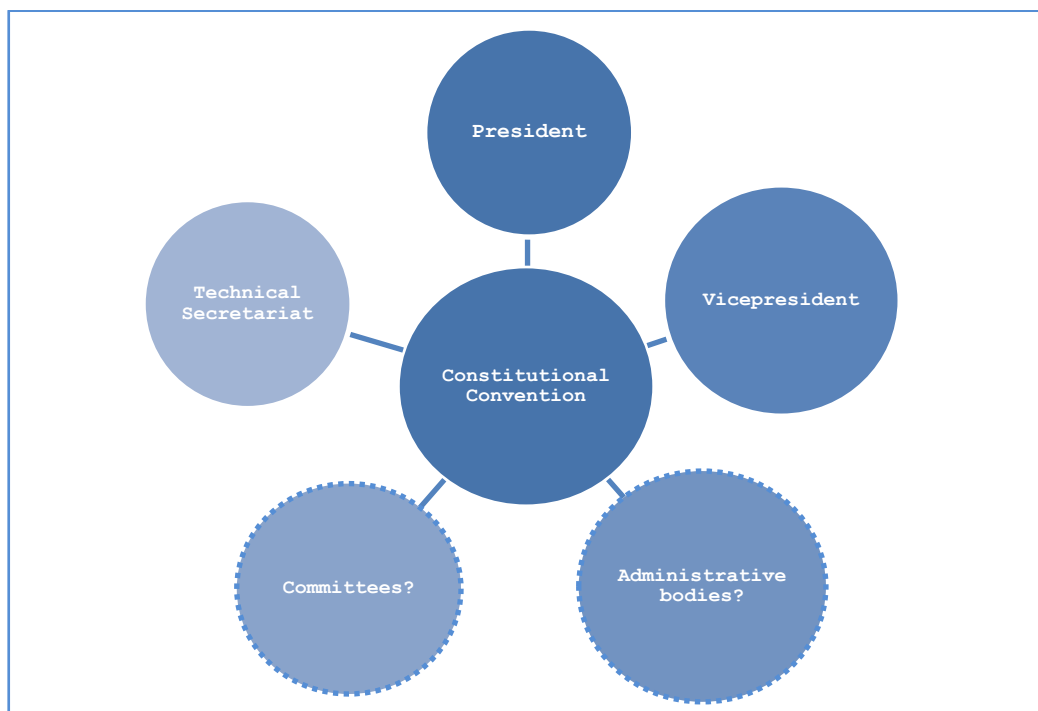 President
Technical
Secretariat
Vicepresident
Constitutional
Convention
Committees?
Administrative
bodies?